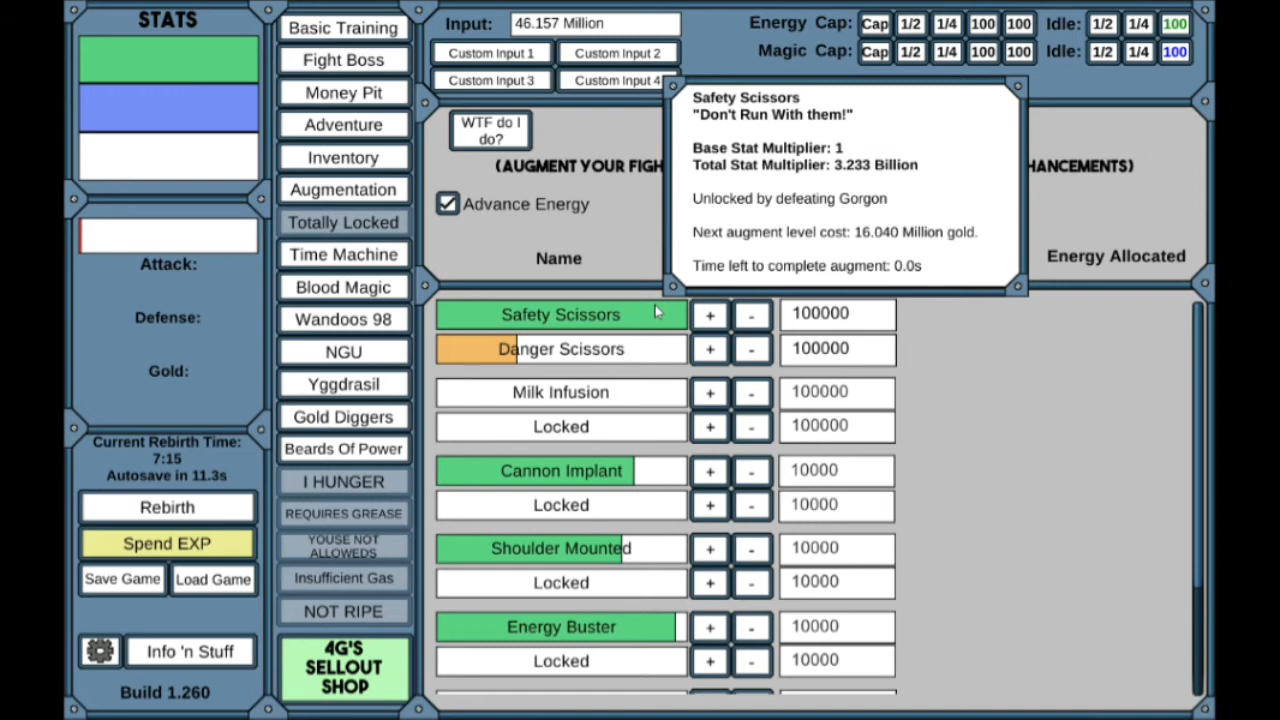 STATS
Attack:
Defense:
Gold:
Current Rebirth Time:
7:15
Autosave in 11.3s
Rebirth
Spend EXP
Save Game
Load Game
Info 'n Stuff
Build 1.260
Basic Training
Fight Boss
Money Pit
Adventure
Inventory
Augmentation
Totally Locked
Time Machine
Blood Magic
Wandoos 98
NGU
Yggdrasil
Gold Diggers
Beards Of Power
I HUNGER
REQUIRES GREASE
YOUSE NOT
ALLOWEDS
Insufficient Gas
NOT RIPE
4G'S
SELLOUT
SHOP
Input: 46.157 Million
Custom Input 1 Custom Input 2
Custom Input 3 Custom Input 4
Energy Cap: Cap 1/2 1/4 100 100 Idle: 1/2 1/4 100
Magic Cap: Cap 1/2 1/4 100 100 Idle: 1/2 1/4 100
WTF do I
do?
(AUGMENT YOUR FIGH
HANCEMENTS)
Advance Energy
Name
Energy Allocated
Safety Scissors
"Don't Run With them!"
Base Stat Multiplier: 1
Total Stat Multiplier: 3.233 Billion
Unlocked by defeating Gorgon
Next augment level cost: 16.040 Million gold.
Time left to complete augment: 0.0s
Safety Scissors + - 100000
Danger Scissors + - 100000
Milk Infusion + - 100000
Locked + - 100000
Cannon Implant + - 10000
Locked + - 10000
Shoulder Mounted + - 10000
Locked + - 10000
Energy Buster + - 10000
Locked + - 10000